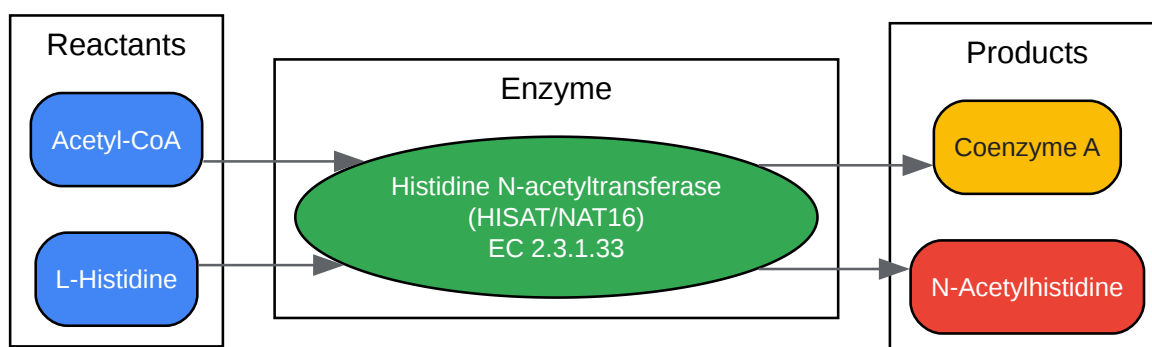 Reactants
Acetyl-CoA
L-Histidine
Enzyme
Histidine N-acetyltransferase
(HISAT/NAT16)
EC 2.3.1.33
Products
Coenzyme A
N-Acetylhistidine